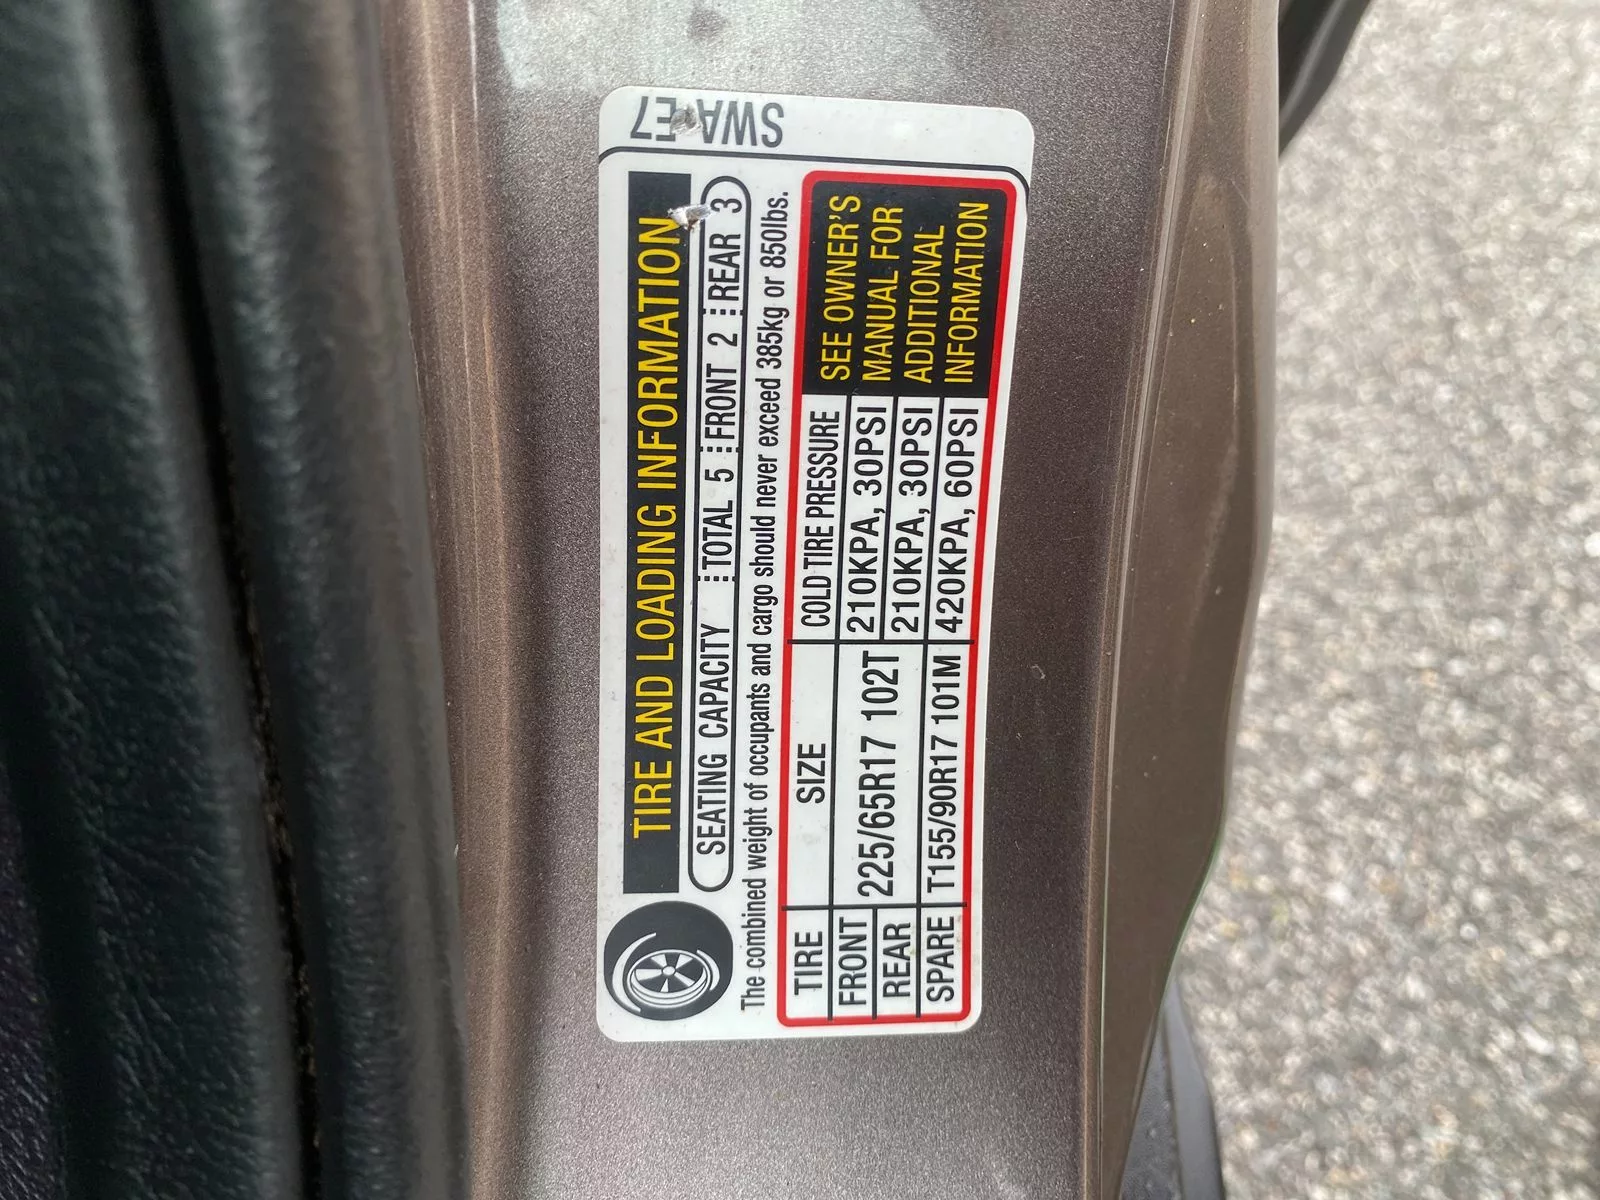 TIRE AND LOADING INFORMATION
SEATING CAPACITY TOTAL 5 FRONT 2 REAR 3
The combined weight of occupants and cargo should never exceed 385kg or 850lbs.
TIRE SIZE COLD TIRE PRESSURE
FRONT 225/65R17 102T 210KPA, 30PSI
REAR 210KPA, 30PSI
SPARE T155/90R17 101M 420KPA, 60PSI
SEE OWNER'S
MANUAL FOR
ADDITIONAL
INFORMATION
SWA-E7